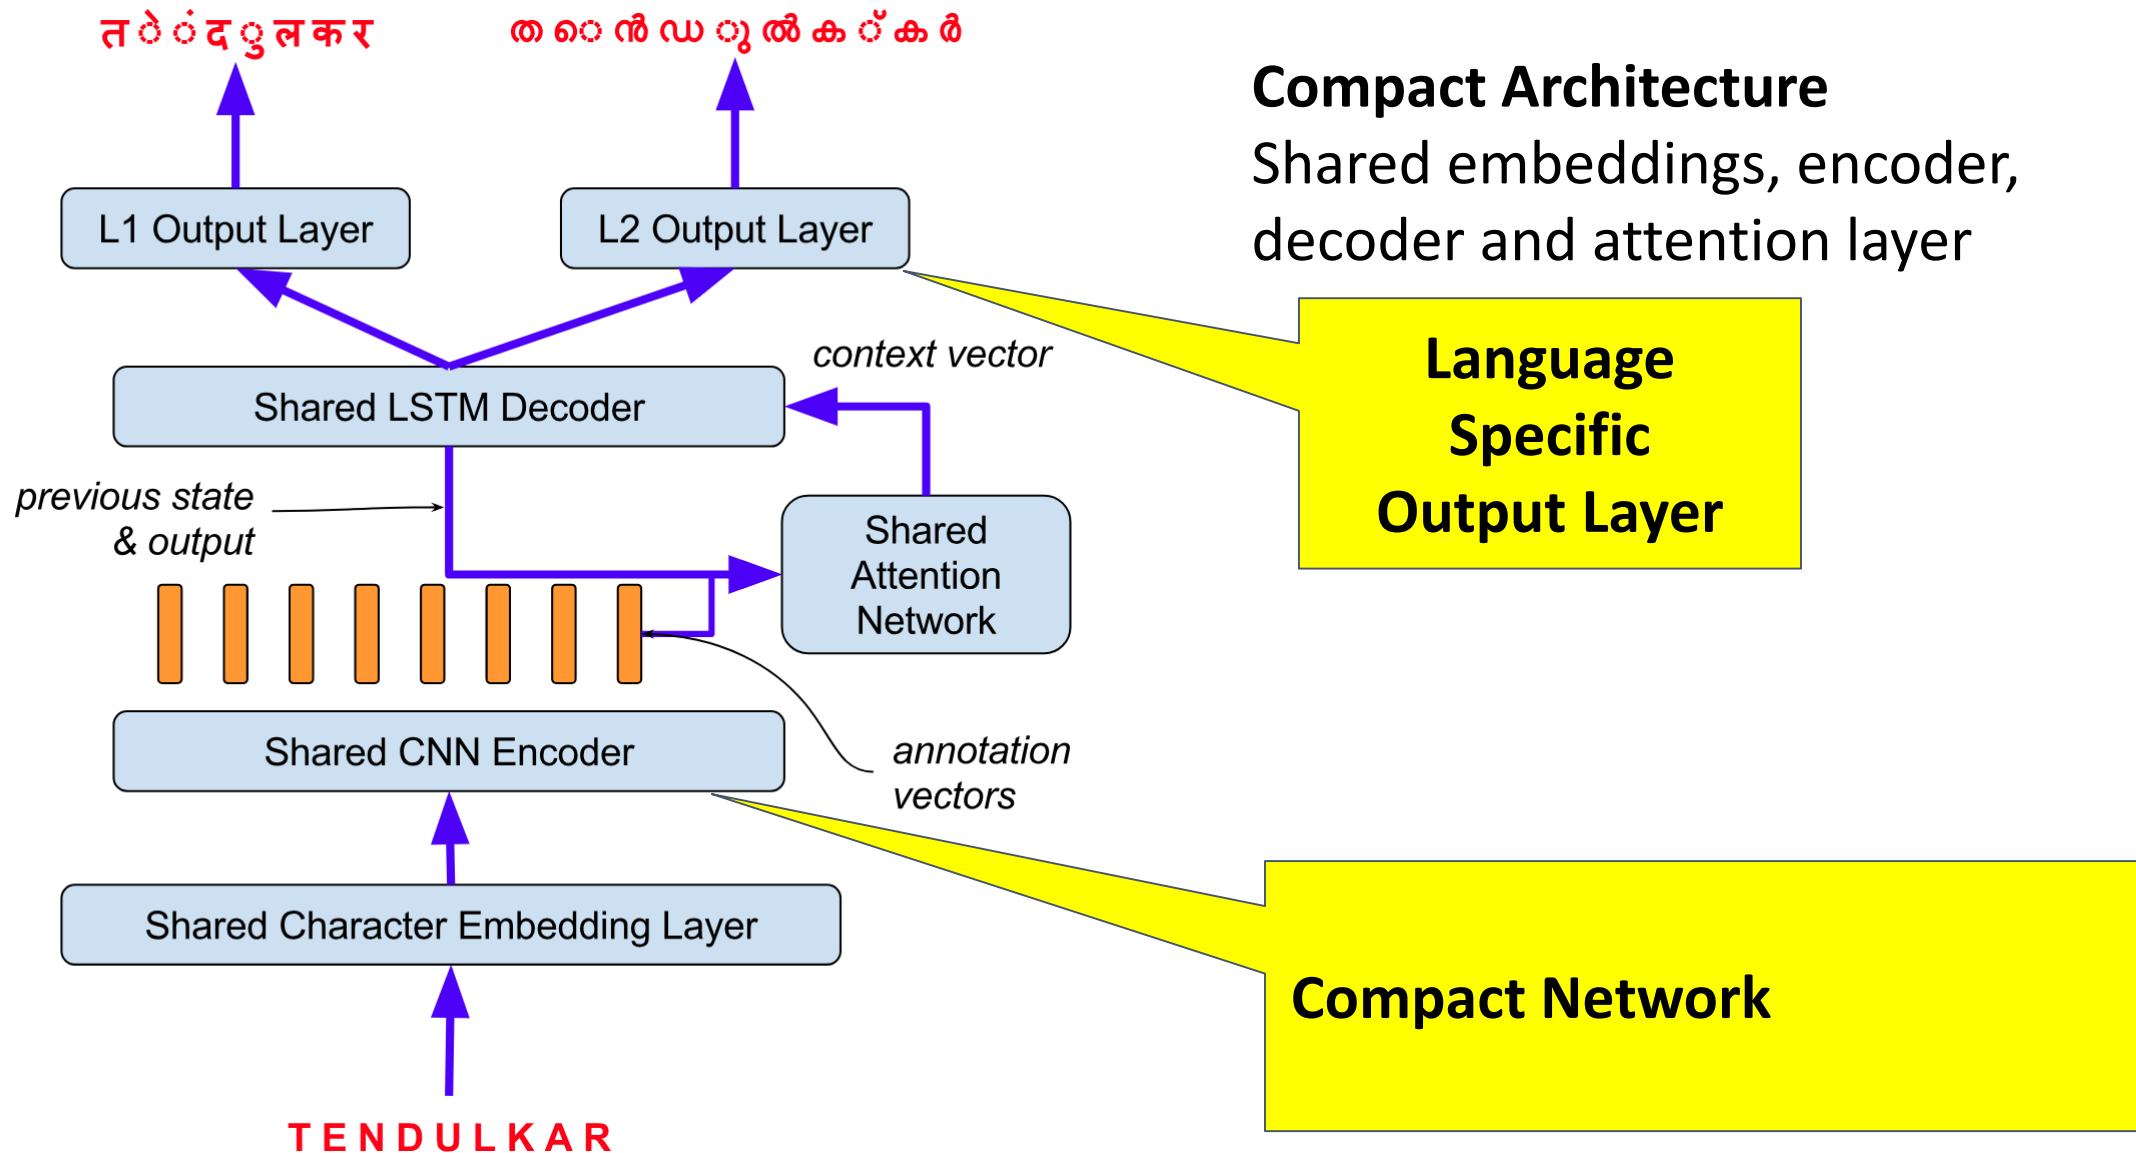 त े ं द ु ल क र
ത െ ൻ ഡ ു ൽ ക ് ക ർ
Compact Architecture
Shared embeddings, encoder,
decoder and attention layer
L1 Output Layer
L2 Output Layer
Language
Specific
Output Layer
context vector
Shared LSTM Decoder
previous state
& output
Shared
Attention
Network
Shared CNN Encoder
annotation
vectors
Shared Character Embedding Layer
Compact Network
T E N D U L K A R